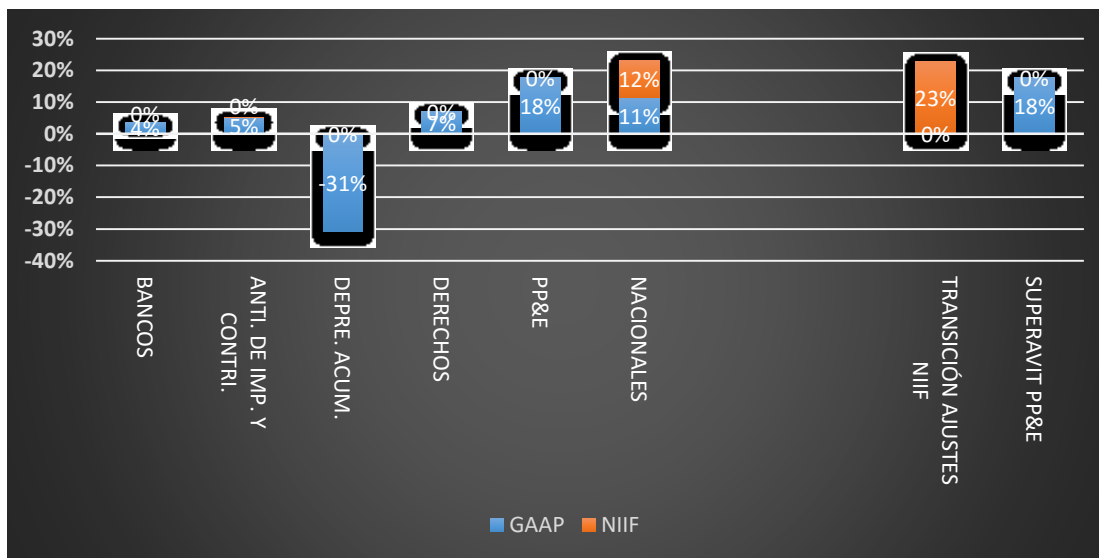 30%
20%
10%
0%
-10%
-20%
-30%
-40%
0%
4%
0%
5%
0%
-31%
0%
7%
0%
18%
12%
11%
23%
0%
0%
18%
BANCOS
ANTI. DE IMP. Y
CONTRI.
DEPRE. ACUM.
DERECHOS
PP&E
NACIONALES
TRANSICIÓN AJUSTES
NIIF
SUPERAVIT PP&E
GAAP
NIIF